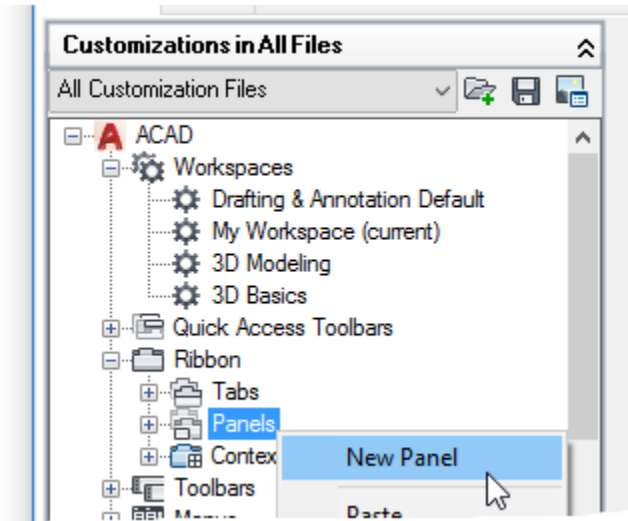 Customizations in All Files
All Customization Files
ACAD
Workspaces
Drafting & Annotation Default
My Workspace (current)
3D Modeling
3D Basics
Quick Access Toolbars
Ribbon
Tabs
Panels
Contex
New Panel
Toolbars
Paste
Menus